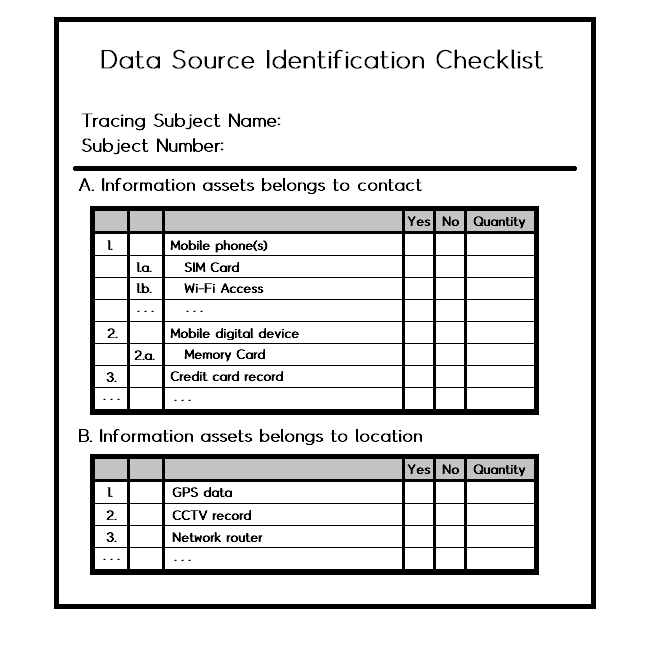 Data Source Identification Checklist
Tracing Subject Name:
Subject Number:
A. Information assets belongs to contact
Yes No Quantity
1. Mobile phone(s)
1.a. SIM Card
1.b. Wi-Fi Access
... ...
2. Mobile digital device
2.a. Memory Card
3. Credit card record
... ...
B. Information assets belongs to location
Yes No Quantity
1. GPS data
2. CCTV record
3. Network router
... ...